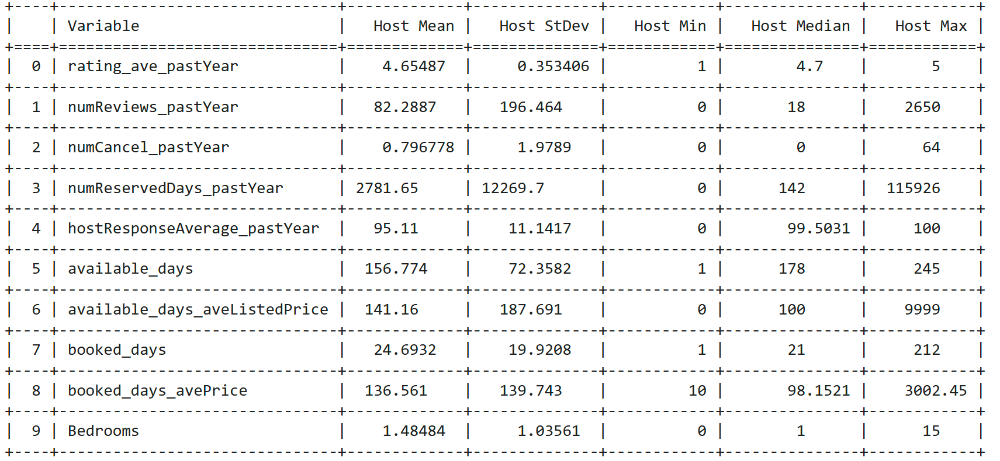 +----+-------------------------------+-------------+--------------+------------+---------------+------------+
|    | Variable                      |   Host Mean |   Host StDev |   Host Min |   Host Median |   Host Max |
+====+===============================+=============+==============+============+===============+============+
|  0 | rating_ave_pastYear           |    4.65487  |     0.353406 |          1 |        4.7    |       5    |
+----+-------------------------------+-------------+--------------+------------+---------------+------------+
|  1 | numReviews_pastYear           |   82.2887   |   196.464    |          0 |       18      |    2650    |
+----+-------------------------------+-------------+--------------+------------+---------------+------------+
|  2 | numCancel_pastYear            |    0.796778 |     1.9789   |          0 |        0      |      64    |
+----+-------------------------------+-------------+--------------+------------+---------------+------------+
|  3 | numReservedDays_pastYear      | 2781.65     | 12269.7      |          0 |      142      |  115926    |
+----+-------------------------------+-------------+--------------+------------+---------------+------------+
|  4 | hostResponseAverage_pastYear  |   95.11     |    11.1417   |          0 |       99.5031 |     100    |
+----+-------------------------------+-------------+--------------+------------+---------------+------------+
|  5 | available_days                |  156.774    |    72.3582   |          1 |      178      |     245    |
+----+-------------------------------+-------------+--------------+------------+---------------+------------+
|  6 | available_days_aveListedPrice |  141.16     |   187.691    |          0 |      100      |    9999    |
+----+-------------------------------+-------------+--------------+------------+---------------+------------+
|  7 | booked_days                   |   24.6932   |    19.9208   |          1 |       21      |     212    |
+----+-------------------------------+-------------+--------------+------------+---------------+------------+
|  8 | booked_days_avePrice          |  136.561    |   139.743    |         10 |       98.1521 |    3002.45 |
+----+-------------------------------+-------------+--------------+------------+---------------+------------+
|  9 | Bedrooms                      |    1.48484  |     1.03561  |          0 |        1      |      15    |
+----+-------------------------------+-------------+--------------+------------+---------------+------------+